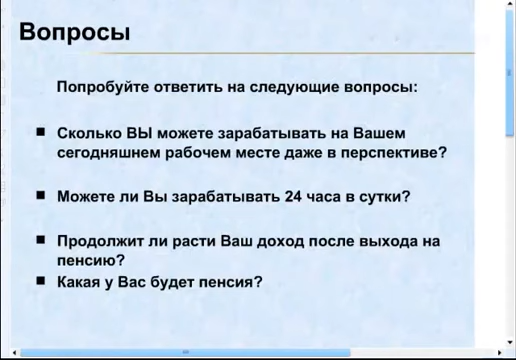 Вопросы
Попробуйте ответить на следующие вопросы:
Сколько ВЫ можете зарабатывать на Вашем
сегодняшнем рабочем месте даже в перспективе?
Можете ли Вы зарабатывать 24 часа в сутки?
Продолжит ли расти Ваш доход после выхода на
пенсию?
Какая у Вас будет пенсия?